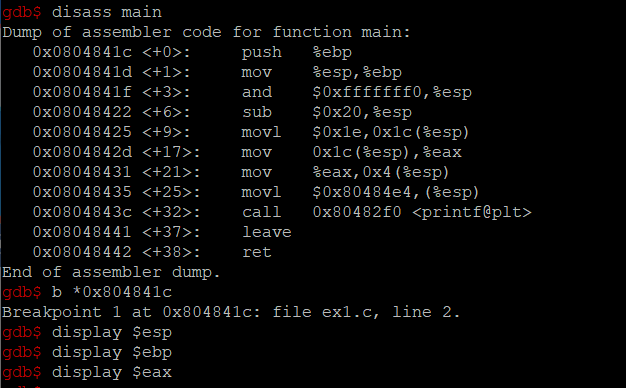 gdb$ disass main
Dump of assembler code for function main:
0x0804841c <+0>: push %ebp
0x0804841d <+1>: mov %esp,%ebp
0x0804841f <+3>: and $0xfffffff0,%esp
0x08048422 <+6>: sub $0x20,%esp
0x08048425 <+9>: movl $0x1e,0x1c(%esp)
0x0804842d <+17>: mov 0x1c(%esp),%eax
0x08048431 <+21>: mov %eax,0x4(%esp)
0x08048435 <+25>: movl $0x80484e4,(%esp)
0x0804843c <+32>: call 0x80482f0 <printf@plt>
0x08048441 <+37>: leave
0x08048442 <+38>: ret
End of assembler dump.
gdb$ b *0x804841c
Breakpoint 1 at 0x804841c: file ex1.c, line 2.
gdb$ display $esp
gdb$ display $ebp
gdb$ display $eax